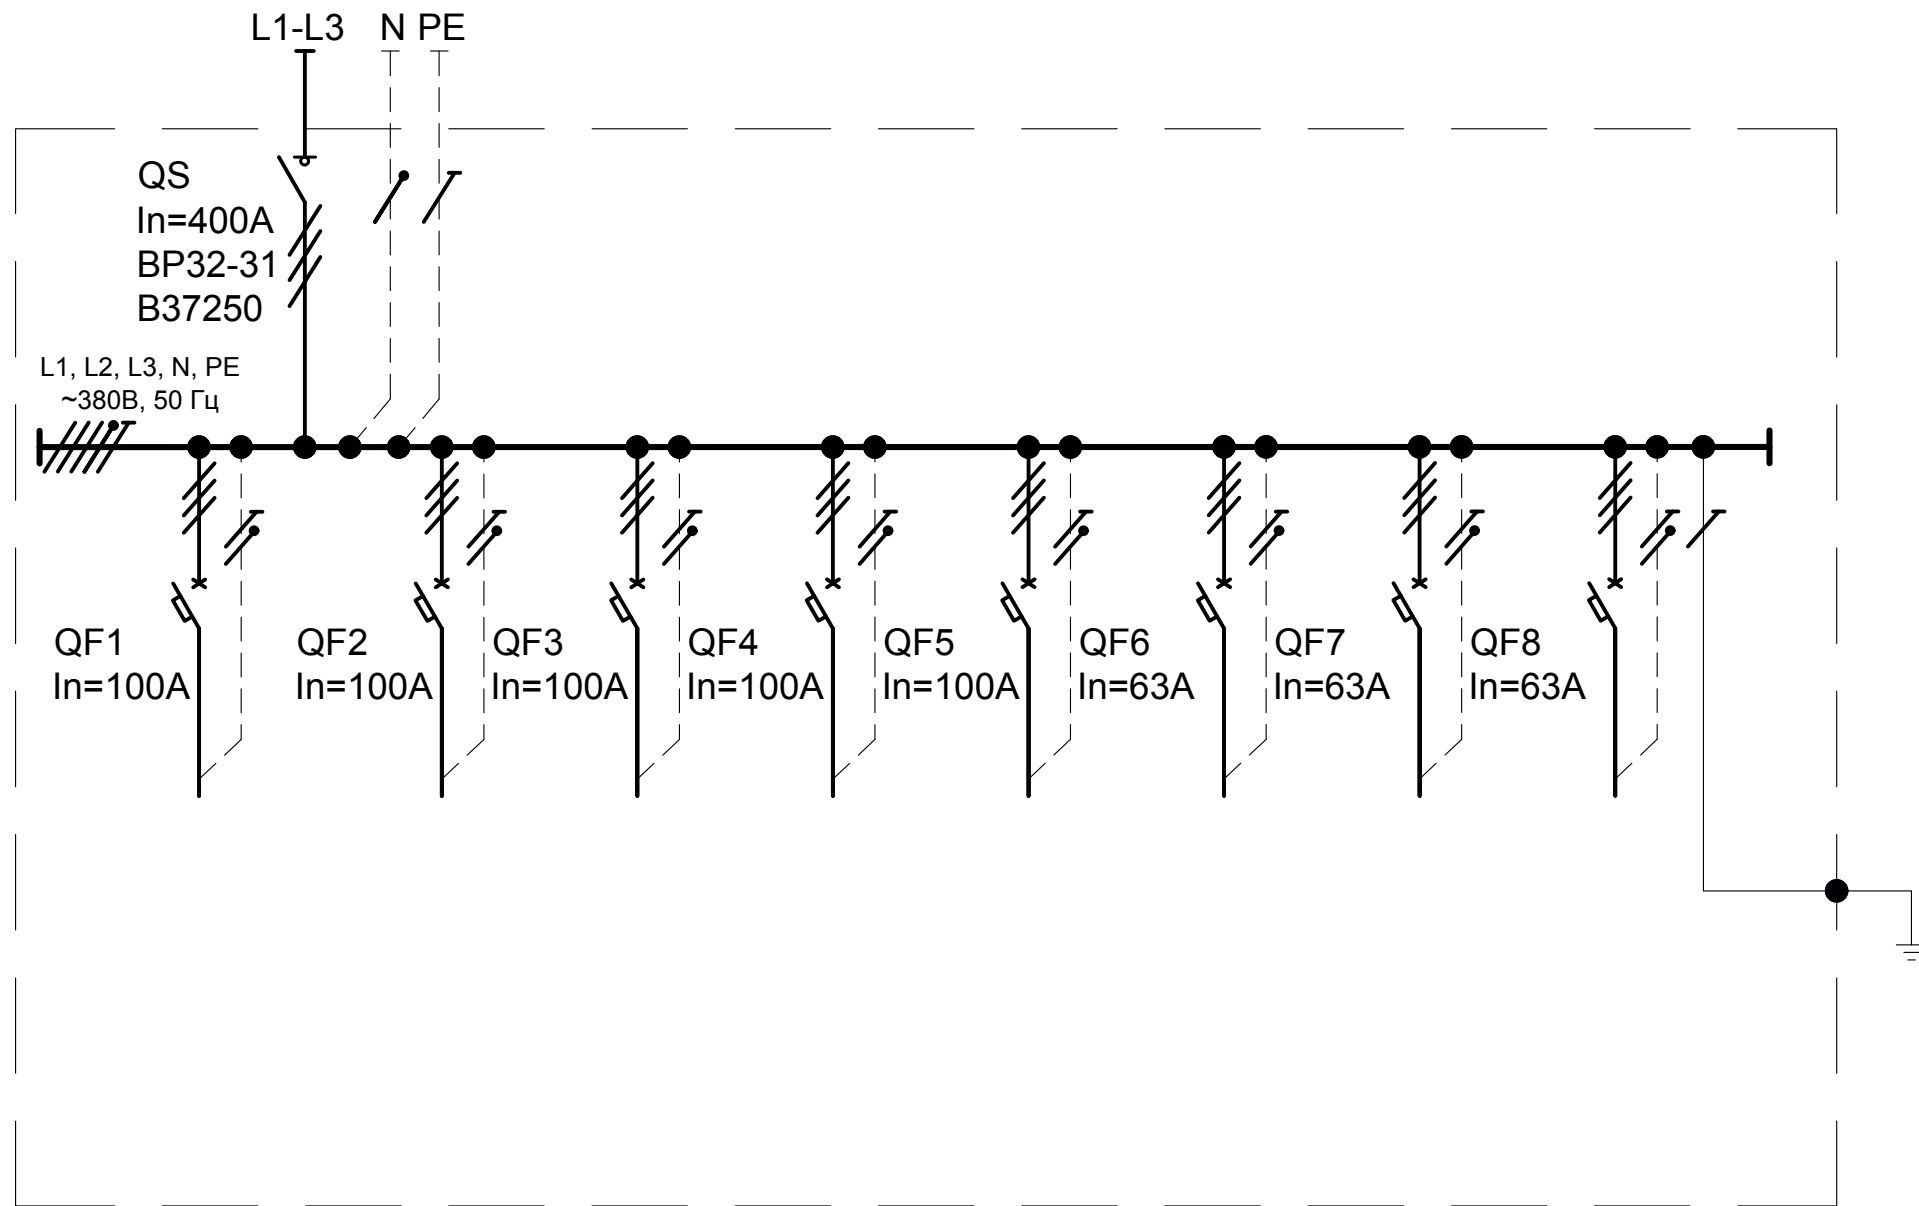 L1-L3 N PE
QS
In=400A
ВР32-31
В37250
L1, L2, L3, N, PE
~380В, 50 Гц
QF1
In=100A
QF2
In=100A
QF3
In=100A
QF4
In=100A
QF5
In=100A
QF6
In=63A
QF7
In=63A
QF8
In=63A